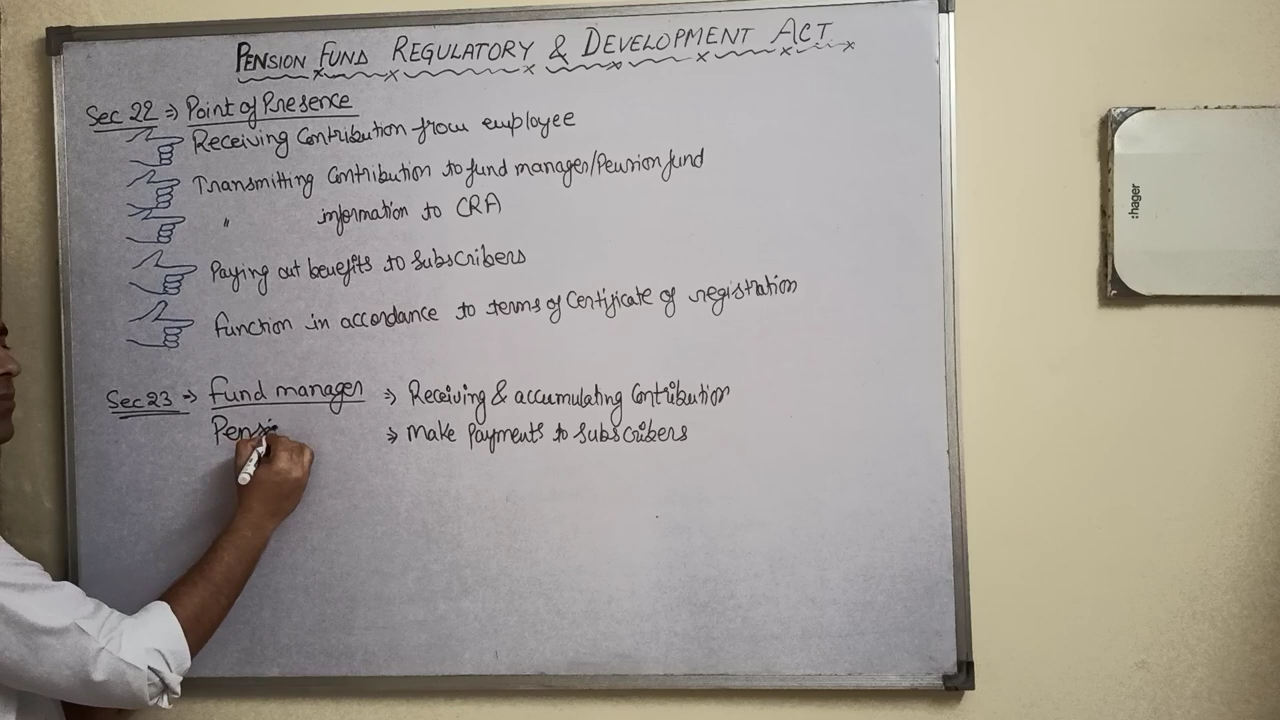 PENSION FUND REGULATORY & DEVELOPMENT ACT
Sec 22 => Point of Presence
Receiving Contribution from employee
Transmitting Contribution to fund manager/Pension fund
" information to CRA
Paying out benefits to Subscribers
Function in accordance to terms of Certificate of registration
Sec 23 => Fund manager => Receiving & accumulating Contribution
Pensi => Make Payments to Subscribers
:hager